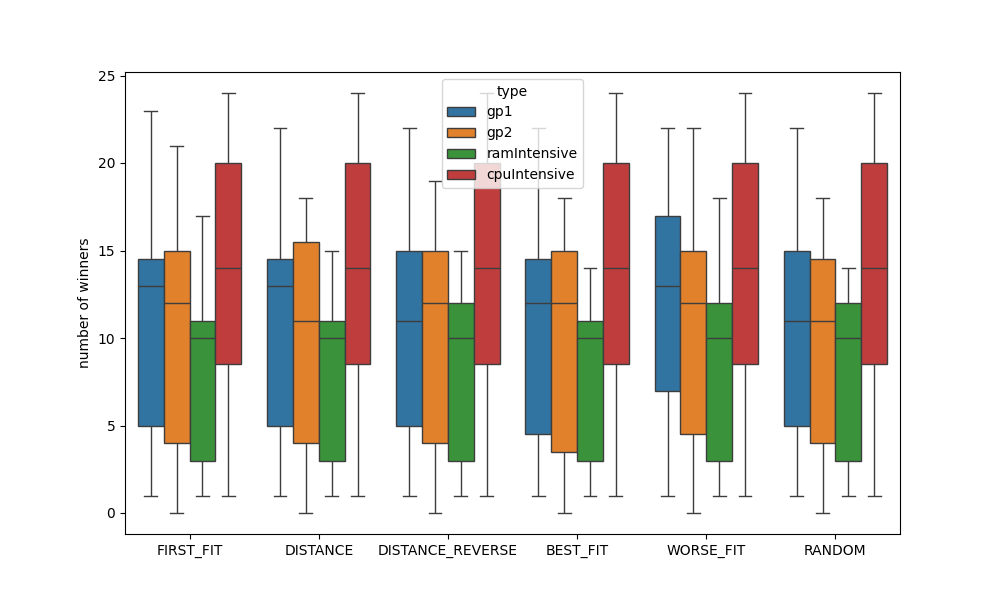 25
20
15
10
5
0
number of winners
type
gp1
gp2
ramIntensive
cpuIntensive
FIRST_FIT
DISTANCE
DISTANCE_REVERSE
BEST_FIT
WORSE_FIT
RANDOM